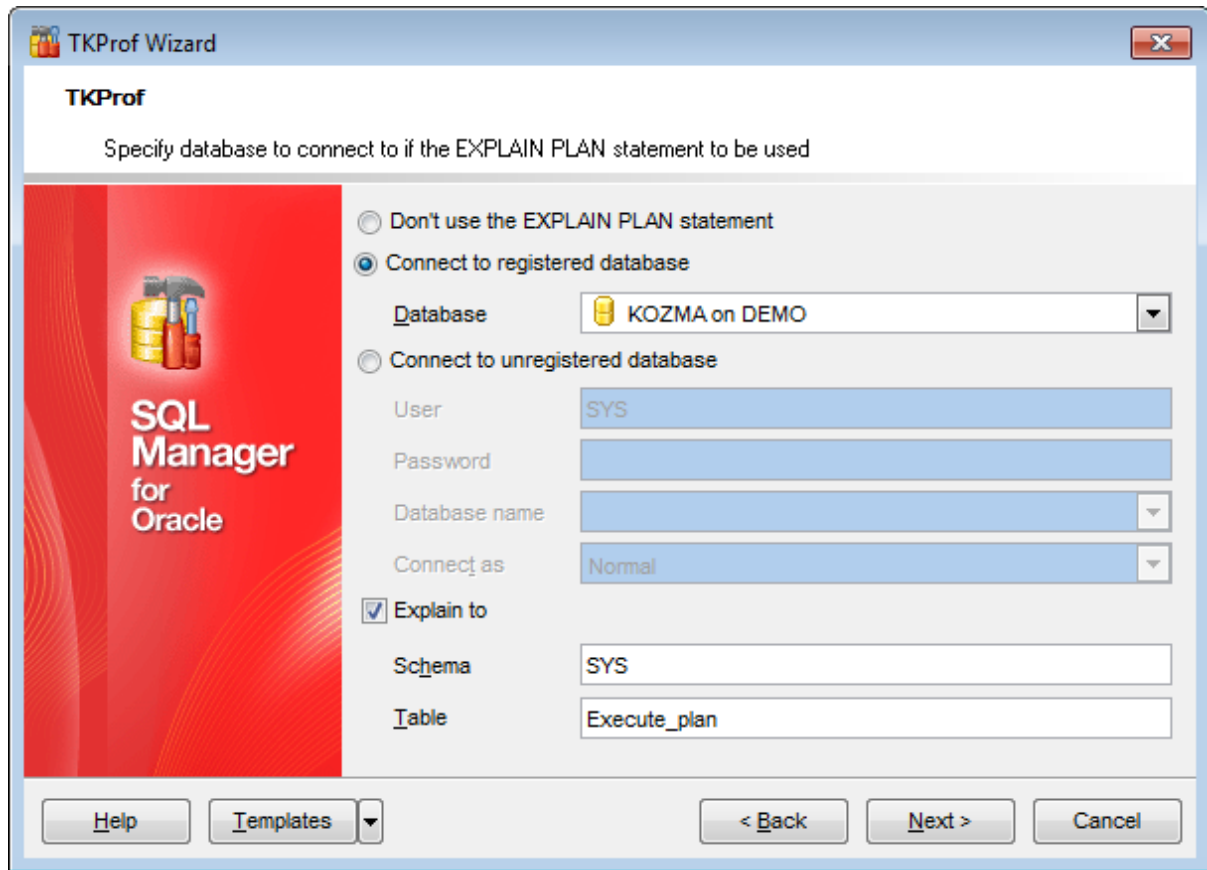 TKProf Wizard
TKProf
Specify database to connect to if the EXPLAIN PLAN statement to be used
Don't use the EXPLAIN PLAN statement
Connect to registered database
Database KOZMA on DEMO
Connect to unregistered database
User SYS
Password
Database name
Connect as Normal
Explain to
Schema SYS
Table Execute_plan
SQL
Manager
for
Oracle
Help Templates < Back Next > Cancel